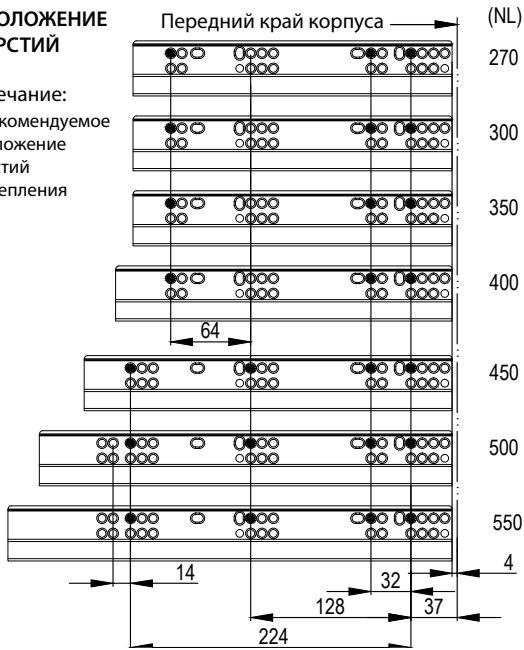 ОЛОЖЕНИЕ
РСТИЙ
ечание:
комендуемое
ложение
стий
епления
Передний край корпуса
(NL)
270
300
350
400
450
500
550
64
14
4
32
128
37
224